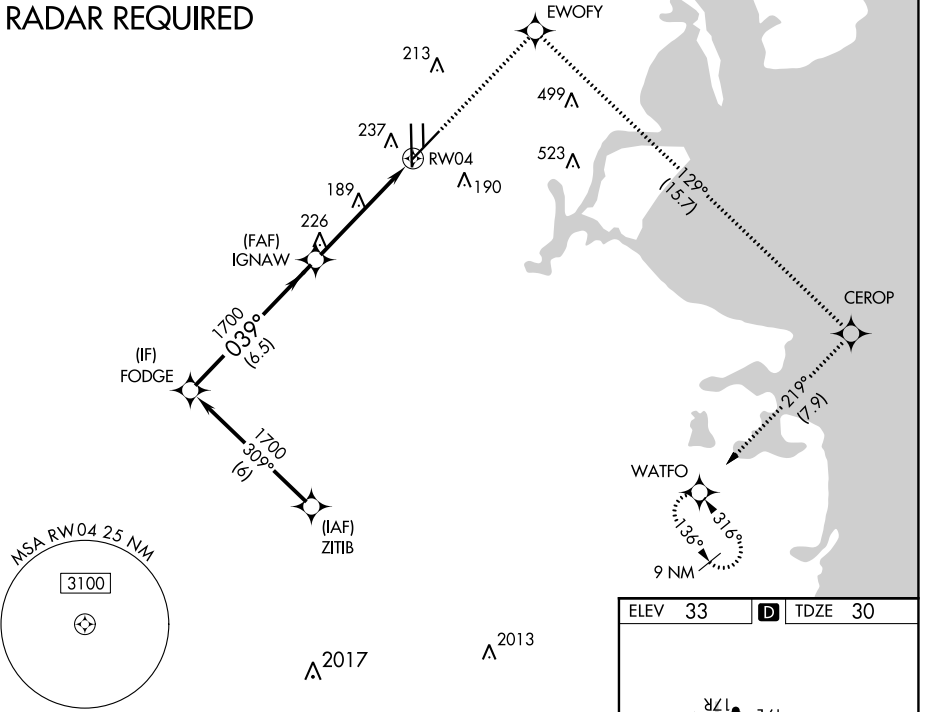 RADAR REQUIRED
EWOFY
213
499
237
RW04
523
190
189
226
129°
(15.7)
(FAF)
IGNAW
CEROP
1700
039°
(6.5)
(IF)
FODGE
219°
(7.9)
1700
309°
(6)
WATFO
(IAF)
ZITIB
316°
136°
9 NM
MSA RW04 25 NM
3100
ELEV 33 D TDZE 30
2017
2013
17R